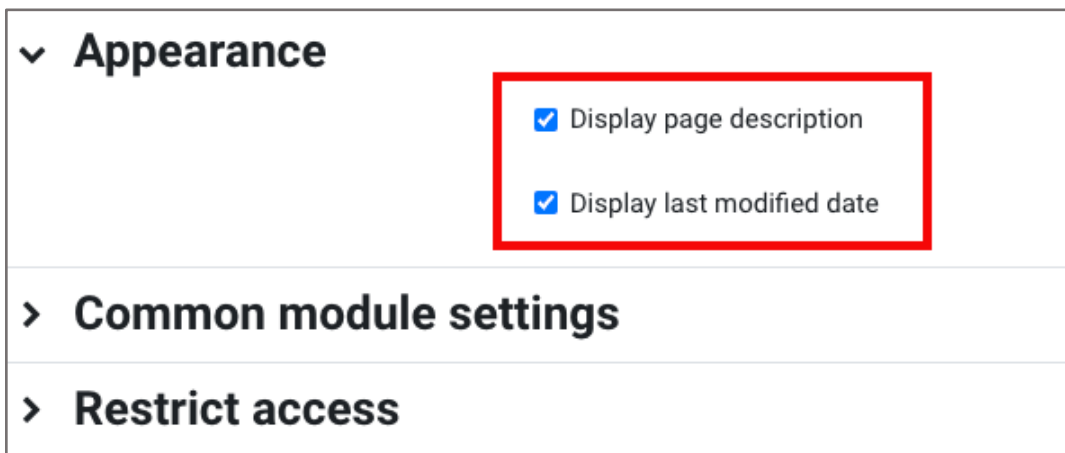 Appearance
Display page description
Display last modified date
Common module settings
Restrict access